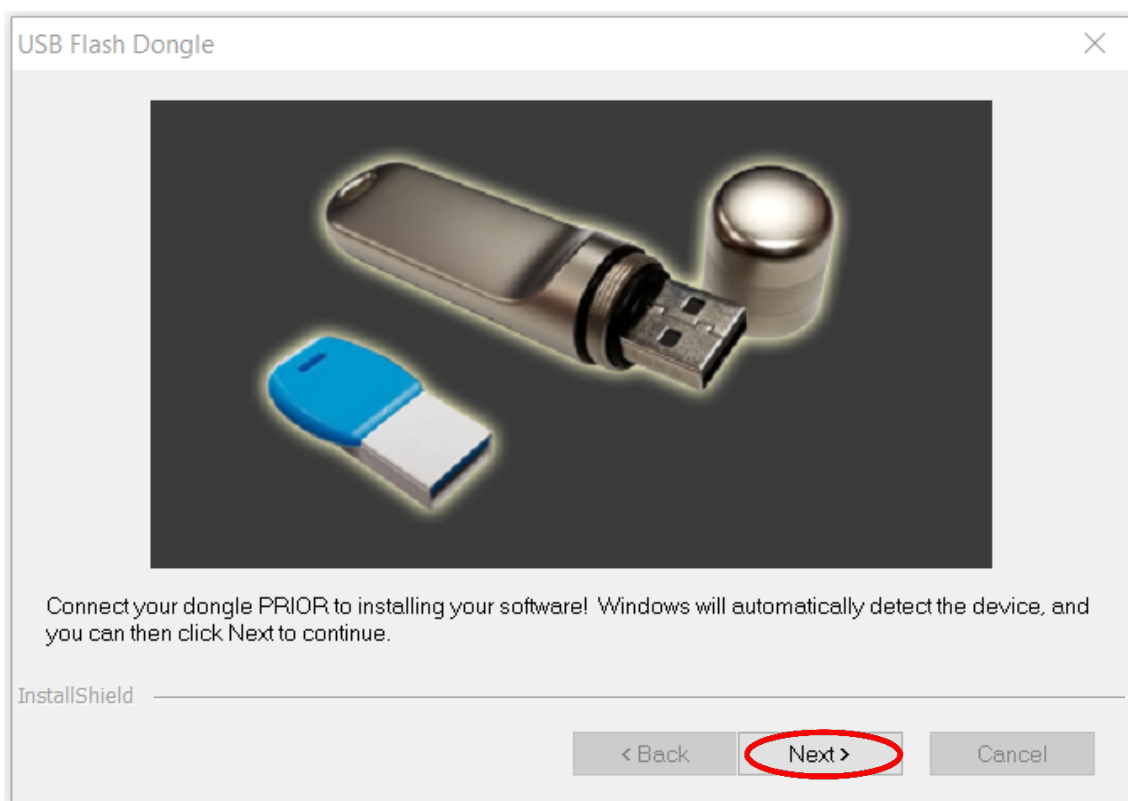 USB Flash Dongle
Connect your dongle PRIOR to installing your software! Windows will automatically detect the device, and
you can then click Next to continue.
InstallShield
< Back Next > Cancel